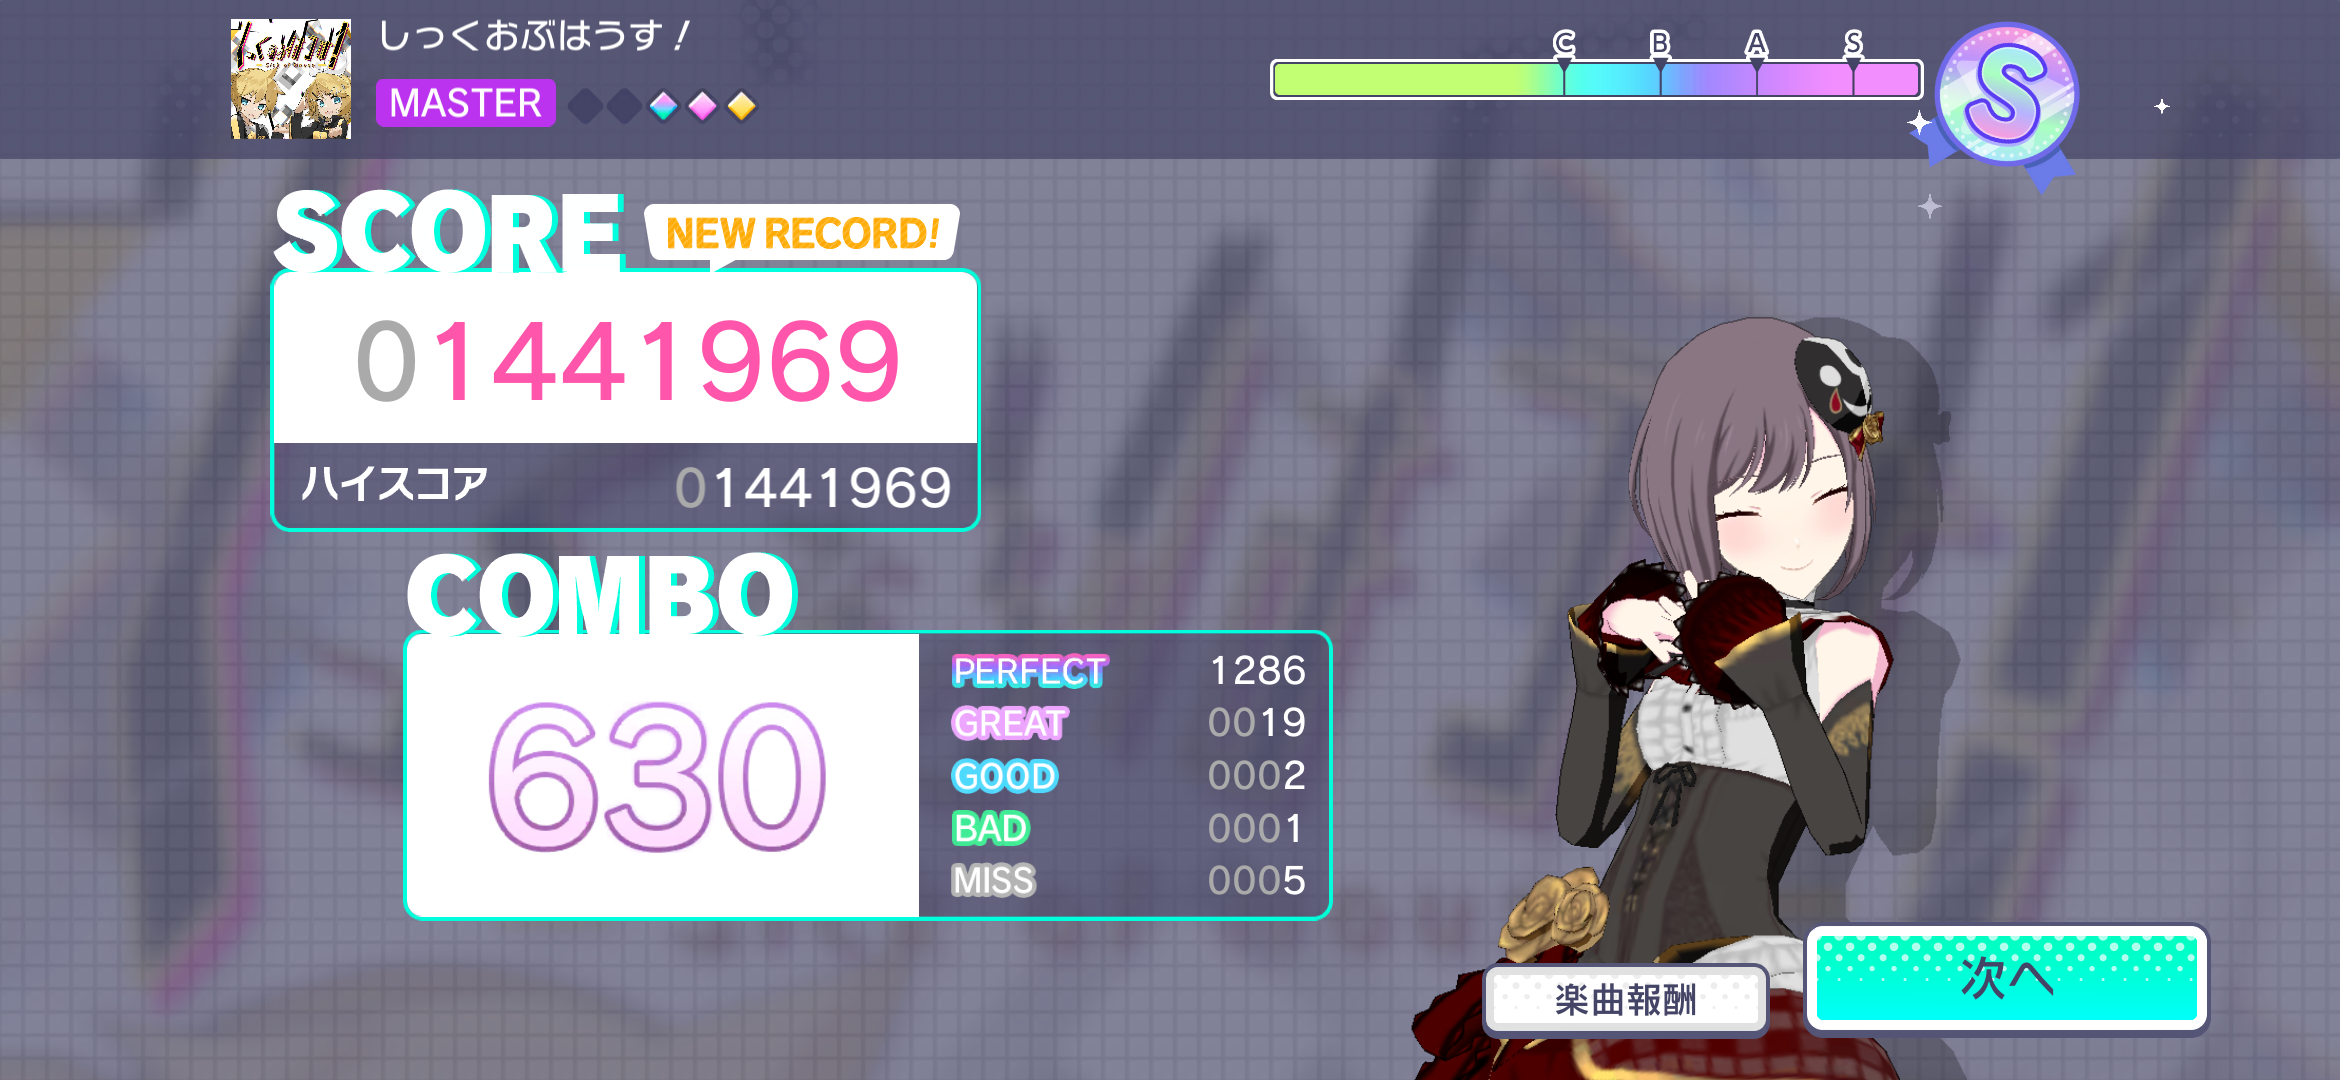 しっくおぶはうす！
MASTER
C B A S
S
SCORE
NEW RECORD!
01441969
ハイスコア 01441969
COMBO
630
PERFECT 1286
GREAT 0019
GOOD 0002
BAD 0001
MISS 0005
楽曲報酬
次へ